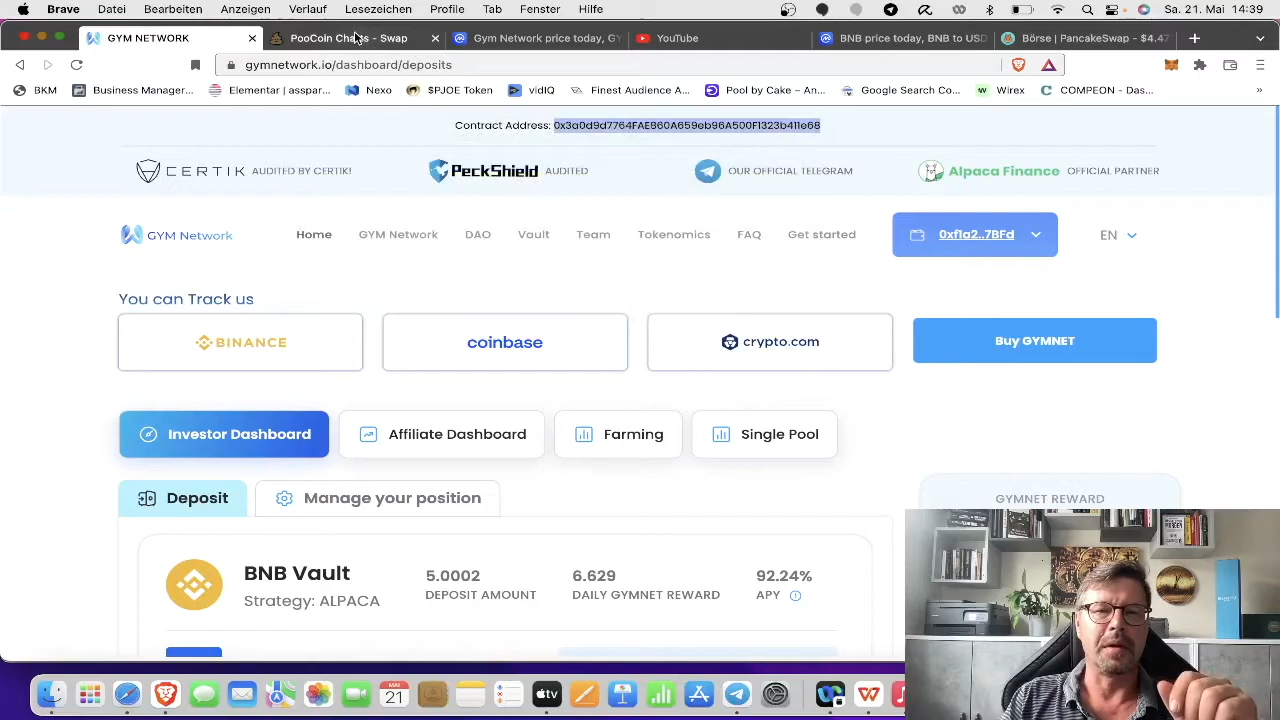 Brave Datei Bearbeiten Anzeigen Verlauf Lesezeichen Profile Tab Fenster Hilfe Sa. 21. Mai 14:39
GYM NETWORK PooCoin Charts - Swap Gym Network price today, GY YouTube BNB price today, BNB to USD Börse | PancakeSwap - $4.47
gymnetwork.io/dashboard/deposits
BKM Business Manager... Elementar | asspar... Nexo $PJOE Token vidIQ Finest Audience A... Pool by Cake – An... Google Search Co... Wirex COMPEON - Das... »
Contract Address: 0x3a0d9d7764FAE860A659eb96A500F1323b411e68
CERTIK AUDITED BY CERTIK! PeckShield AUDITED OUR OFFICIAL TELEGRAM Alpaca Finance OFFICIAL PARTNER
GYM Network Home GYM Network DAO Vault Team Tokenomics FAQ Get started 0xf1a2..7BFd EN
You can Track us
BINANCE coinbase crypto.com Buy GYMNET
Investor Dashboard Affiliate Dashboard Farming Single Pool
Deposit Manage your position
GYMNET REWARD
BNB Vault 5.0002 6.629 92.24%
Strategy: ALPACA DEPOSIT AMOUNT DAILY GYMNET REWARD APY
MAI
21
tv